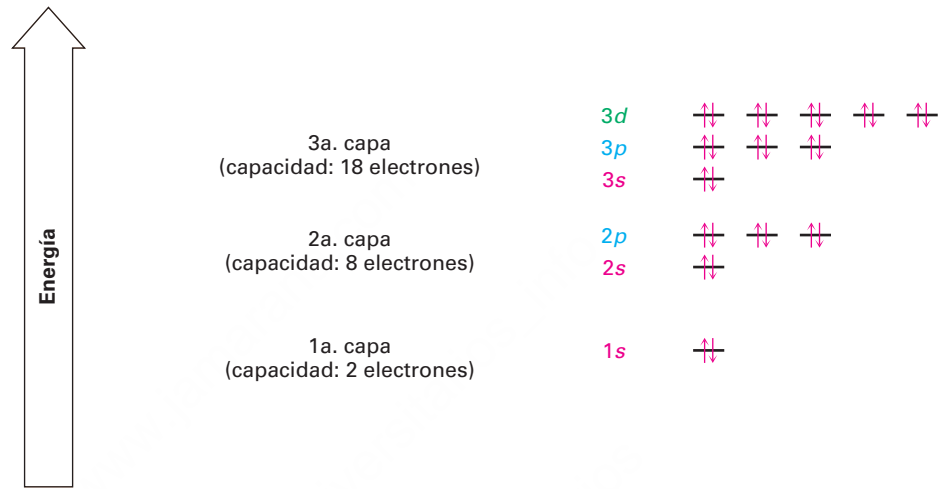 Energía
3a. capa
(capacidad: 18 electrones)
3d
3p
3s
2a. capa
(capacidad: 8 electrones)
2p
2s
1a. capa
(capacidad: 2 electrones)
1s